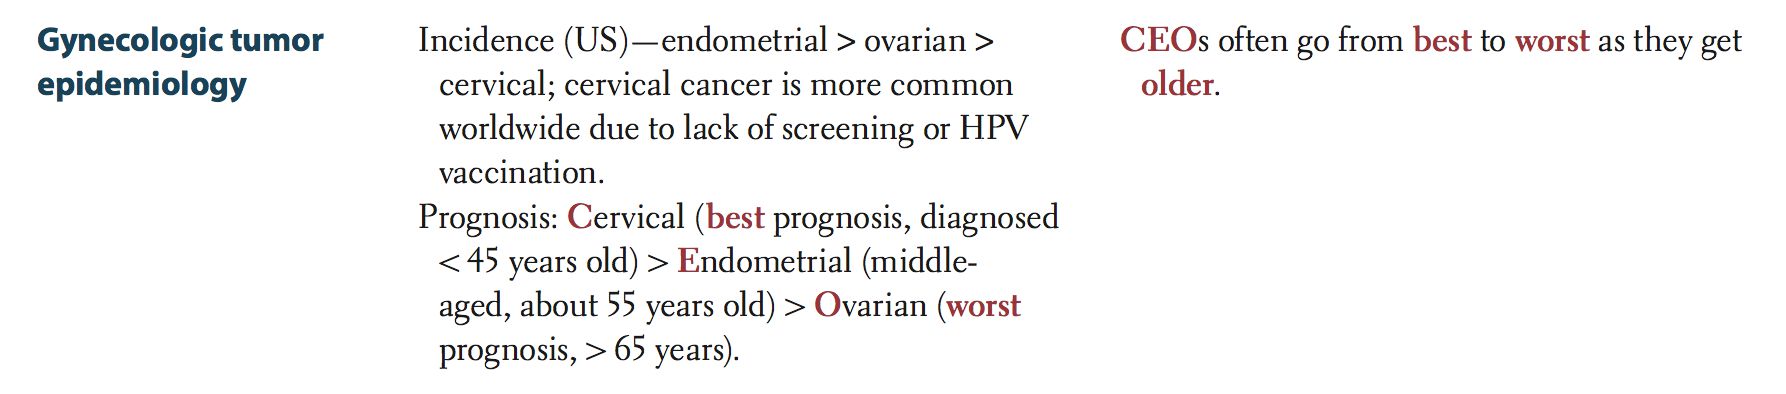 Gynecologic tumor
epidemiology
Incidence (US)—endometrial > ovarian >
cervical; cervical cancer is more common
worldwide due to lack of screening or HPV
vaccination.
Prognosis: Cervical (best prognosis, diagnosed
< 45 years old) > Endometrial (middle-
aged, about 55 years old) > Ovarian (worst
prognosis, > 65 years).
CEOs often go from best to worst as they get
older.